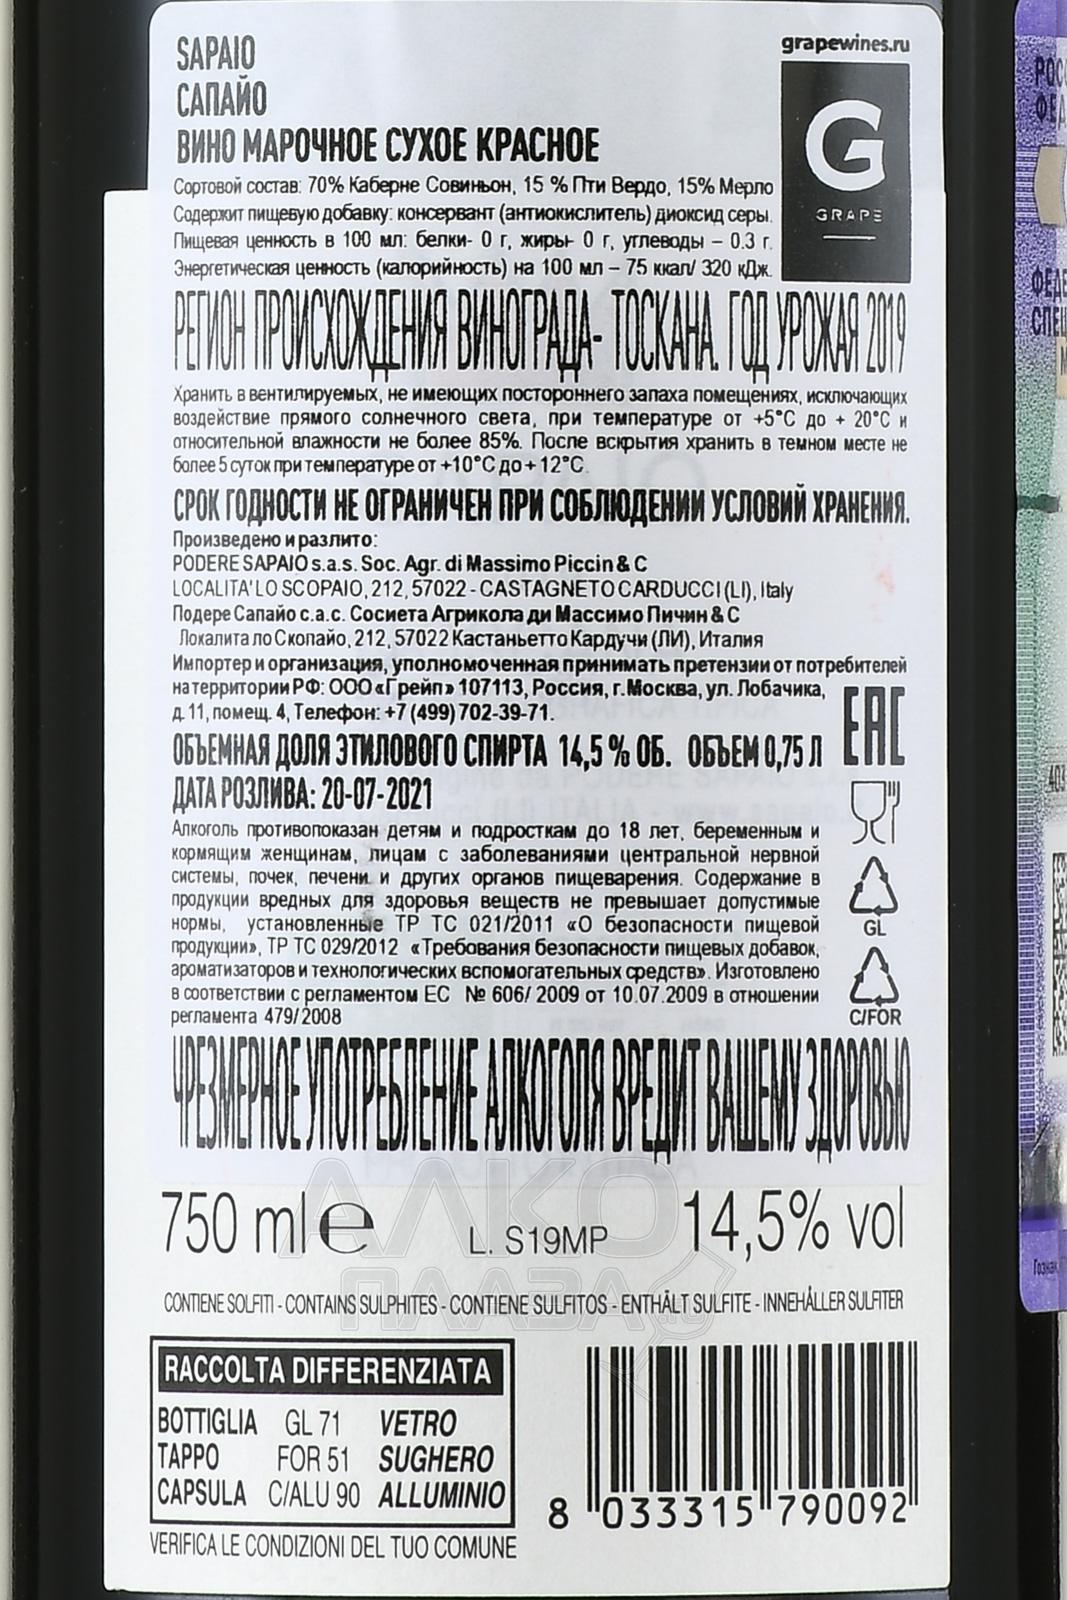 SAPAIO
САПАЙО
ВИНО МАРОЧНОЕ СУХОЕ КРАСНОЕ
grapewines.ru
G
GRAPE
Сортовой состав: 70% Каберне Совиньон, 15 % Пти Вердо, 15% Мерло
Содержит пищевую добавку: консервант (антиокислитель) диоксид серы.
Пищевая ценность в 100 мл: белки- 0 г, жиры- 0 г, углеводы – 0.3 г.
Энергетическая ценность (калорийность) на 100 мл – 75 ккал/ 320 кДж.
РЕГИОН ПРОИСХОЖДЕНИЯ ВИНОГРАДА- ТОСКАНА. ГОД УРОЖАЯ 2019
Хранить в вентилируемых, не имеющих постороннего запаха помещениях, исключающих
воздействие прямого солнечного света, при температуре от +5°С до + 20°С и
относительной влажности не более 85%. После вскрытия хранить в темном месте не
более 5 суток при температуре от +10°С до + 12°С.
СРОК ГОДНОСТИ НЕ ОГРАНИЧЕН ПРИ СОБЛЮДЕНИИ УСЛОВИЙ ХРАНЕНИЯ.
Произведено и разлито:
PODERE SAPAIO s.a.s. Soc. Agr. di Massimo Piccin & C
LOCALITA' LO SCOPAIO, 212, 57022 - CASTAGNETO CARDUCCI (LI), Italy
Подере Сапайо с.а.с. Сосиета Агрикола ди Массимо Пичин & С
Локалита ло Скопайо, 212, 57022 Кастаньетто Кардучи (ЛИ), Италия
Импортер и организация, уполномоченная принимать претензии от потребителей
на территории РФ: ООО «Грейп» 107113, Россия, г. Москва, ул. Лобачика,
д. 11, помещ. 4, Телефон: +7 (499) 702-39-71.
EAC
ОБЪЕМНАЯ ДОЛЯ ЭТИЛОВОГО СПИРТА 14,5 % ОБ. ОБЪЕМ 0,75 Л
ДАТА РОЗЛИВА: 20-07-2021
Алкоголь противопоказан детям и подросткам до 18 лет, беременным и
кормящим женщинам, лицам с заболеваниями центральной нервной
системы, почек, печени и других органов пищеварения. Содержание в
продукции вредных для здоровья веществ не превышает допустимые
нормы, установленные ТР ТС 021/2011 «О безопасности пищевой
продукции», ТР ТС 029/2012 «Требования безопасности пищевых добавок,
ароматизаторов и технологических вспомогательных средств». Изготовлено
в соответствии с регламентом ЕС № 606/ 2009 от 10.07.2009 в отношении
регламента 479/2008
GL
C/FOR
ЧРЕЗМЕРНОЕ УПОТРЕБЛЕНИЕ АЛКОГОЛЯ ВРЕДИТ ВАШЕМУ ЗДОРОВЬЮ
АЛКО
ПЛАЗА
750 ml e L. S19MP 14,5% vol
CONTIENE SOLFITI - CONTAINS SULPHITES - CONTIENE SULFITOS - ENTHÄLT SULFITE - INNEHÅLLER SULFITER
RACCOLTA DIFFERENZIATA
BOTTIGLIA GL 71 VETRO
TAPPO FOR 51 SUGHERO
CAPSULA C/ALU 90 ALLUMINIO
VERIFICA LE CONDIZIONI DEL TUO COMUNE
8 033315 790092